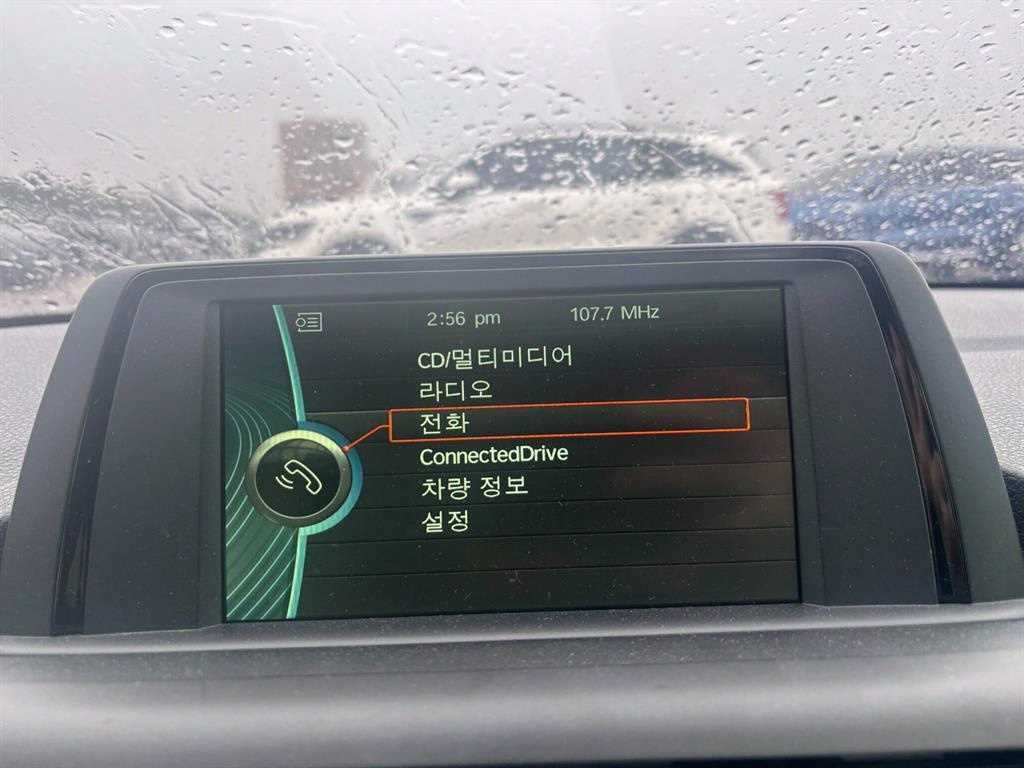 2:56 pm 107.7 MHz
CD/멀티미디어
라디오
전화
ConnectedDrive
차량 정보
설정